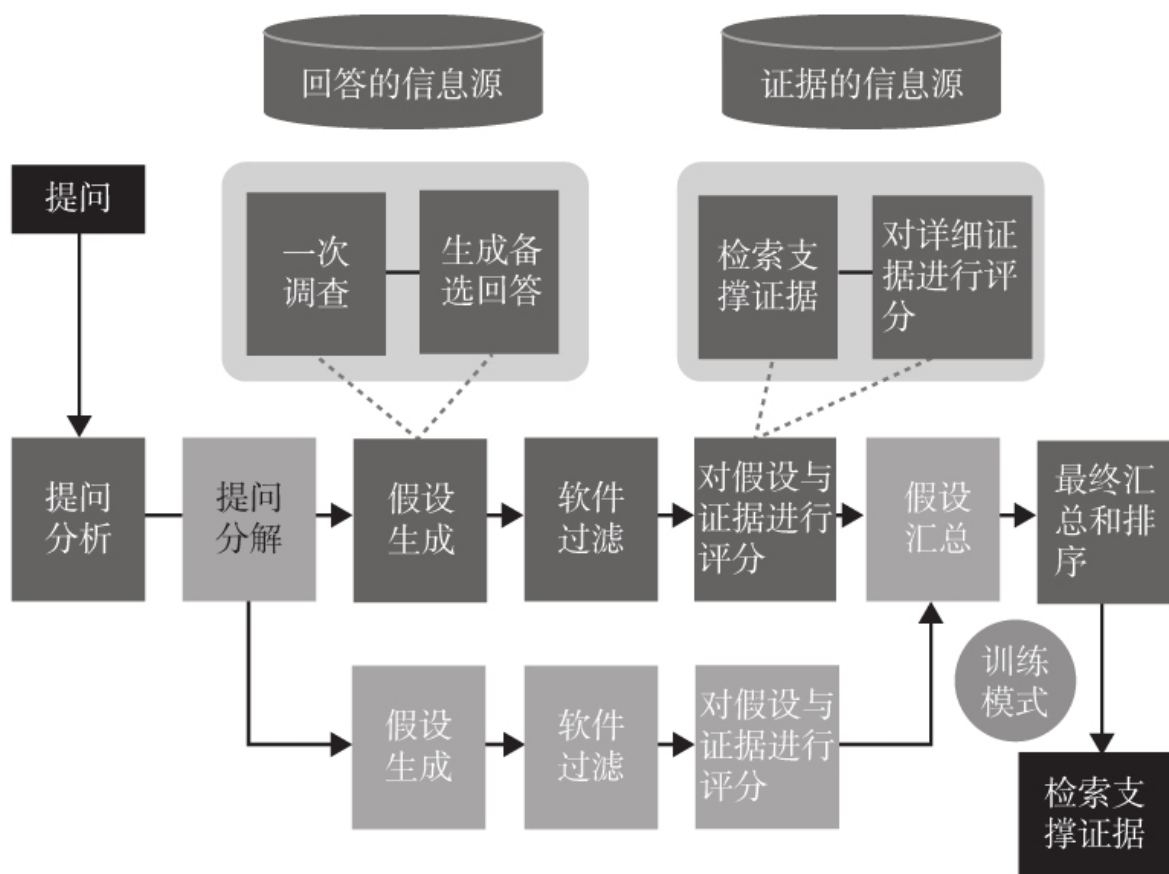 回答的信息源
证据的信息源
提问
一次
调查
生成备
选回答
检索支
撑证据
对详细证
据进行评
分
提问
分析
提问
分解
假设
生成
软件
过滤
对假设与
证据进行
评分
假设
汇总
最终汇
总和排
序
假设
生成
软件
过滤
对假设与
证据进行
评分
训练
模式
检索支
撑证据